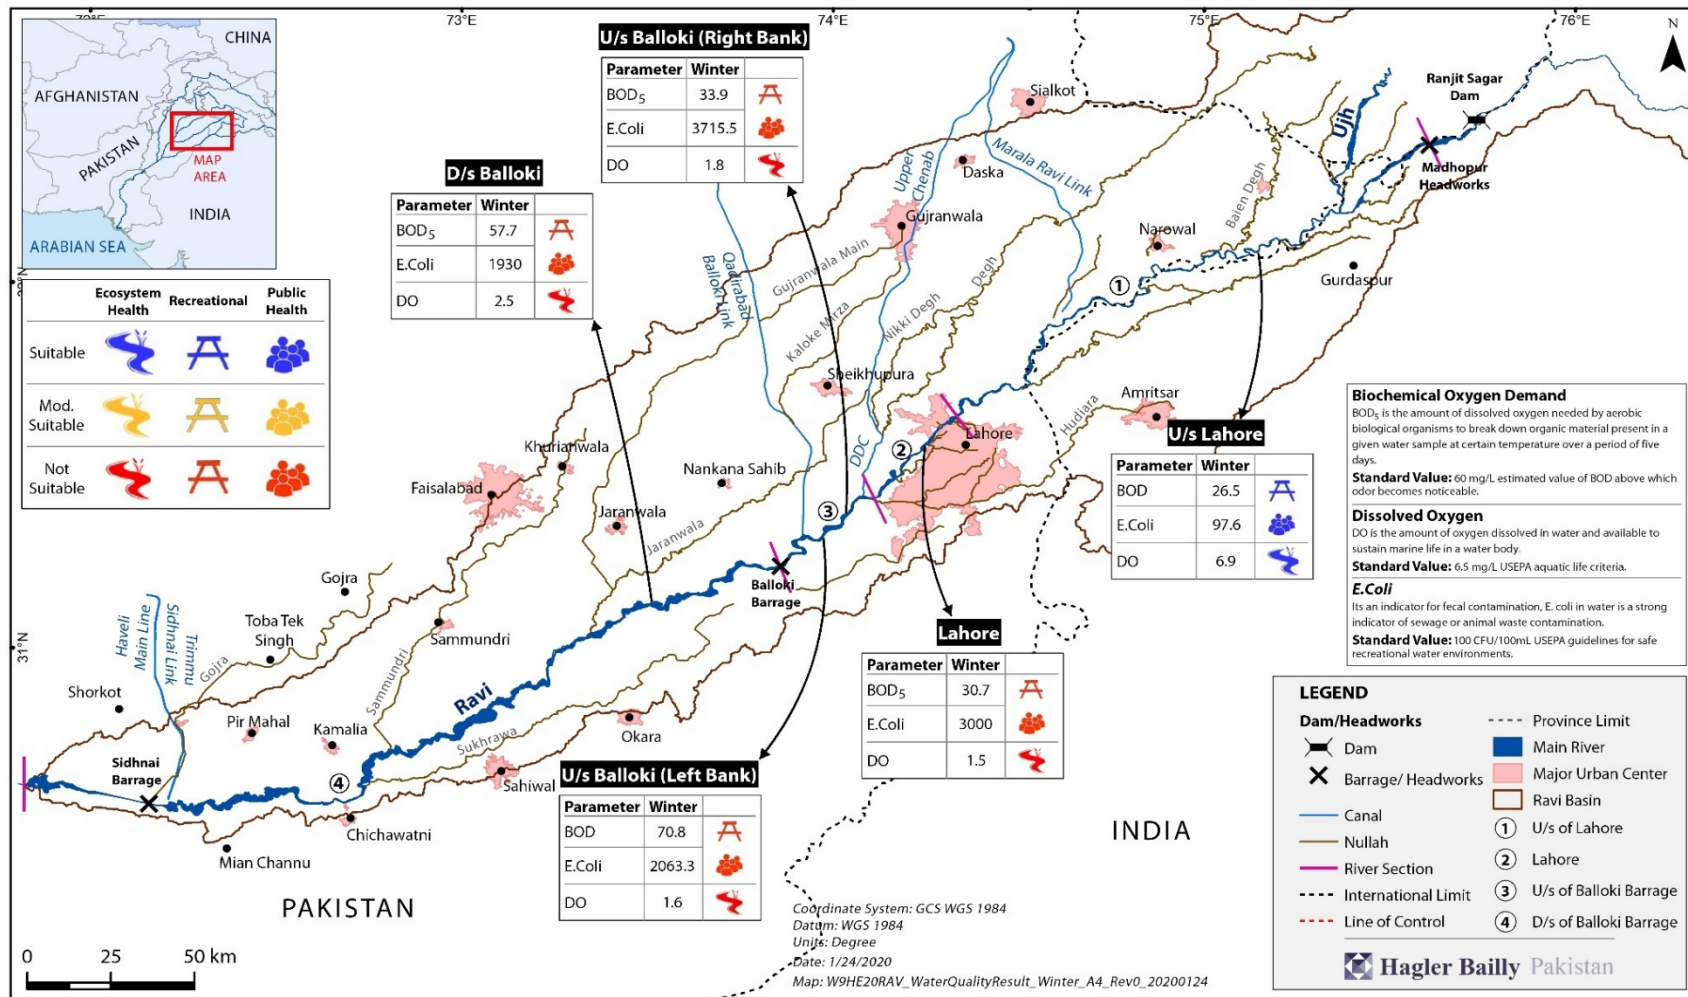 72°E
73°E
74°E
75°E
76°E
N
31°N
CHINA
AFGHANISTAN
PAKISTAN
MAP
AREA
INDIA
ARABIAN SEA
Ecosystem Health
Recreational
Public Health
Suitable
Mod. Suitable
Not Suitable
U/s Balloki (Right Bank)
Parameter Winter
BOD5 33.9
E.Coli 3715.5
DO 1.8
D/s Balloki
Parameter Winter
BOD5 57.7
E.Coli 1930
DO 2.5
U/s Lahore
Parameter Winter
BOD 26.5
E.Coli 97.6
DO 6.9
Lahore
Parameter Winter
BOD5 30.7
E.Coli 3000
DO 1.5
U/s Balloki (Left Bank)
Parameter Winter
BOD 70.8
E.Coli 2063.3
DO 1.6
Ranjit Sagar
Dam
Madhopur
Headworks
Ujh
Sialkot
Daska
Upper
Chenab
Marala Ravi Link
Gujranwala
Narowal
Baien Degh
Gurdaspur
Qadirabad
Balloki Link
Gujranwala Main
Kaloke Mirza
Nikki Degh
Degh
1
Sheikhupura
Amritsar
Hudiara
Lahore
2
DDC
Khurianwala
Faisalabad
Nankana Sahib
Jaranwala
Jaranwala
3
Balloki
Barrage
Gojra
Toba Tek
Singh
Sammundri
Sammundri
Haveli
Main Line
Trimmu
Sidhnai Link
Gojra
Shorkot
Pir Mahal
Kamalia
Ravi
Sukhrawa
Okara
Sidhnai
Barrage
4
Sahiwal
Chichawatni
Mian Channu
PAKISTAN
INDIA
0 25 50 km
Coordinate System: GCS WGS 1984
Datum: WGS 1984
Units: Degree
Date: 1/24/2020
Map: W9HE20RAV_WaterQualityResult_Winter_A4_Rev0_20200124
Biochemical Oxygen Demand
BOD5 is the amount of dissolved oxygen needed by aerobic
biological organisms to break down organic material present in a
given water sample at certain temperature over a period of five
days.
Standard Value: 60 mg/L estimated value of BOD above which
odor becomes noticeable.
Dissolved Oxygen
DO is the amount of oxygen dissolved in water and available to
sustain marine life in a water body.
Standard Value: 6.5 mg/L USEPA aquatic life criteria.
E.Coli
Its an indicator for fecal contamination, E. coli in water is a strong
indicator of sewage or animal waste contamination.
Standard Value: 100 CFU/100mL USEPA guidelines for safe
recreational water environments.
LEGEND
Dam/Headworks
Dam
Barrage/ Headworks
Canal
Nullah
River Section
International Limit
Line of Control
Province Limit
Main River
Major Urban Center
Ravi Basin
1 U/s of Lahore
2 Lahore
3 U/s of Balloki Barrage
4 D/s of Balloki Barrage
Hagler Bailly Pakistan